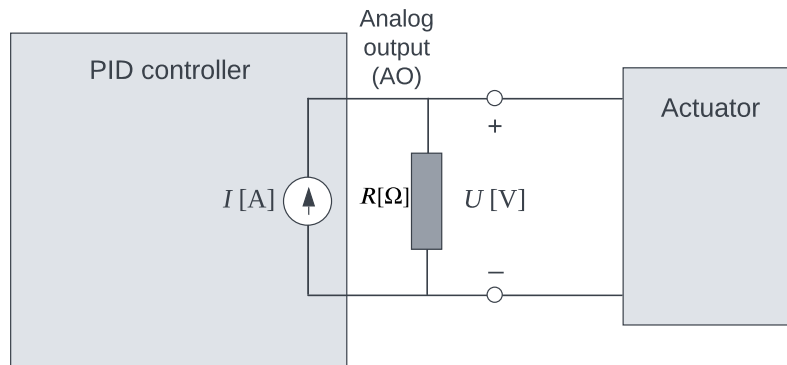 Analog
output
(AO)
PID controller
Actuator
+
I [A]
R[Ω]
U [V]
–